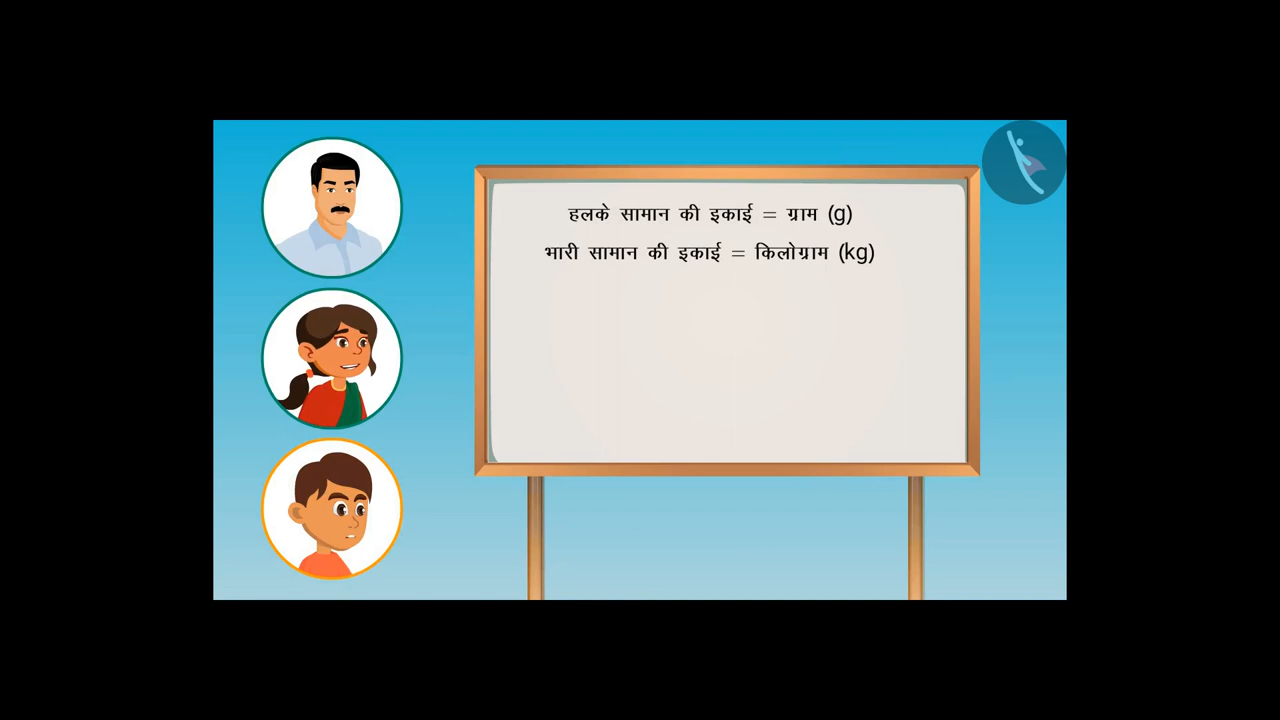 हलके सामान की इकाई = ग्राम (g)
भारी सामान की इकाई = किलोग्राम (kg)